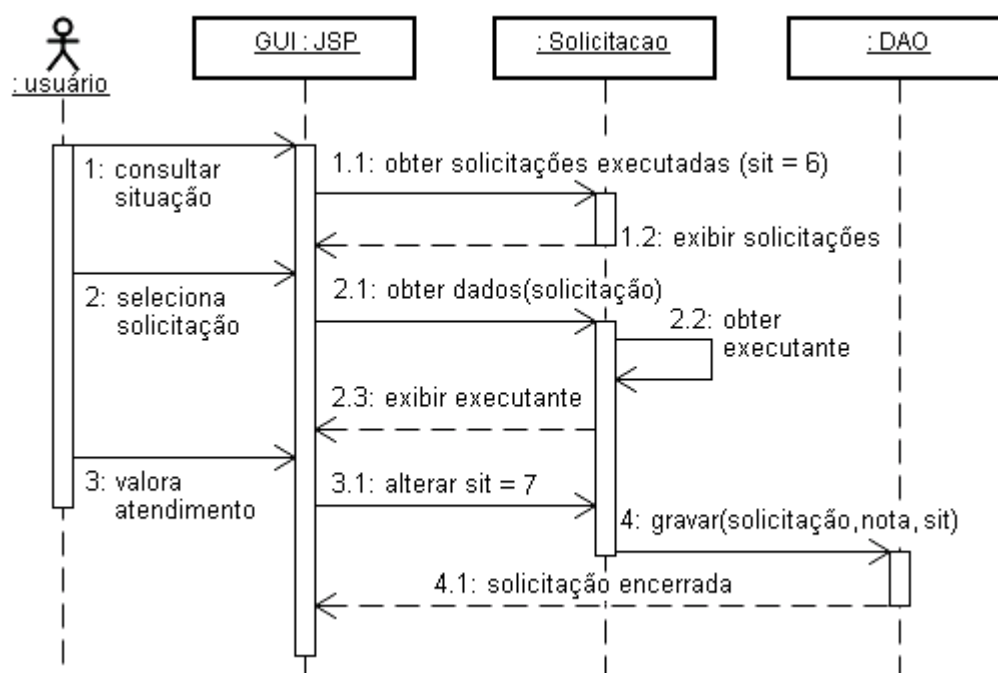 : usuário
GUI : JSP
: Solicitacao
: DAO
1: consultar
situação
1.1: obter solicitações executadas (sit = 6)
1.2: exibir solicitações
2: seleciona
solicitação
2.1: obter dados(solicitação)
2.2: obter
executante
2.3: exibir executante
3: valora
atendimento
3.1: alterar sit = 7
4: gravar(solicitação,nota, sit)
4.1: solicitação encerrada